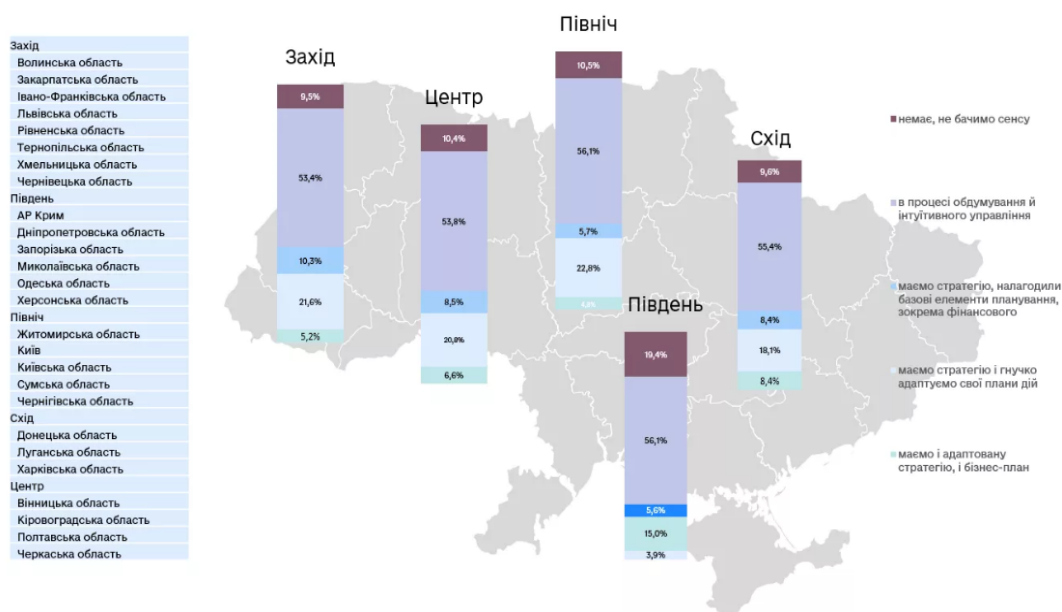 Захід
Волинська область
Закарпатська область
Івано-Франківська область
Львівська область
Рівненська область
Тернопільська область
Хмельницька область
Чернівецька область
Південь
АР Крим
Дніпропетровська область
Запорізька область
Миколаївська область
Одеська область
Херсонська область
Північ
Житомирська область
Київ
Київська область
Сумська область
Чернігівська область
Схід
Донецька область
Луганська область
Харківська область
Центр
Вінницька область
Кіровоградська область
Полтавська область
Черкаська область
Захід
9,5%
53,4%
10,3%
21,6%
5,2%
Центр
10,4%
53,8%
8,5%
20,8%
6,6%
Північ
10,5%
56,1%
5,7%
22,8%
Південь
19,4%
56,1%
5,6%
15,0%
3,9%
Схід
9,6%
55,4%
8,4%
18,1%
8,4%
немає, не бачимо сенсу
в процесі обдумування й
інтуїтивного управління
маємо стратегію, налагодили
базові елементи планування,
зокрема фінансового
маємо стратегію і гнучко
адаптуємо свої плани дій
маємо і адаптовану
стратегію, і бізнес-план